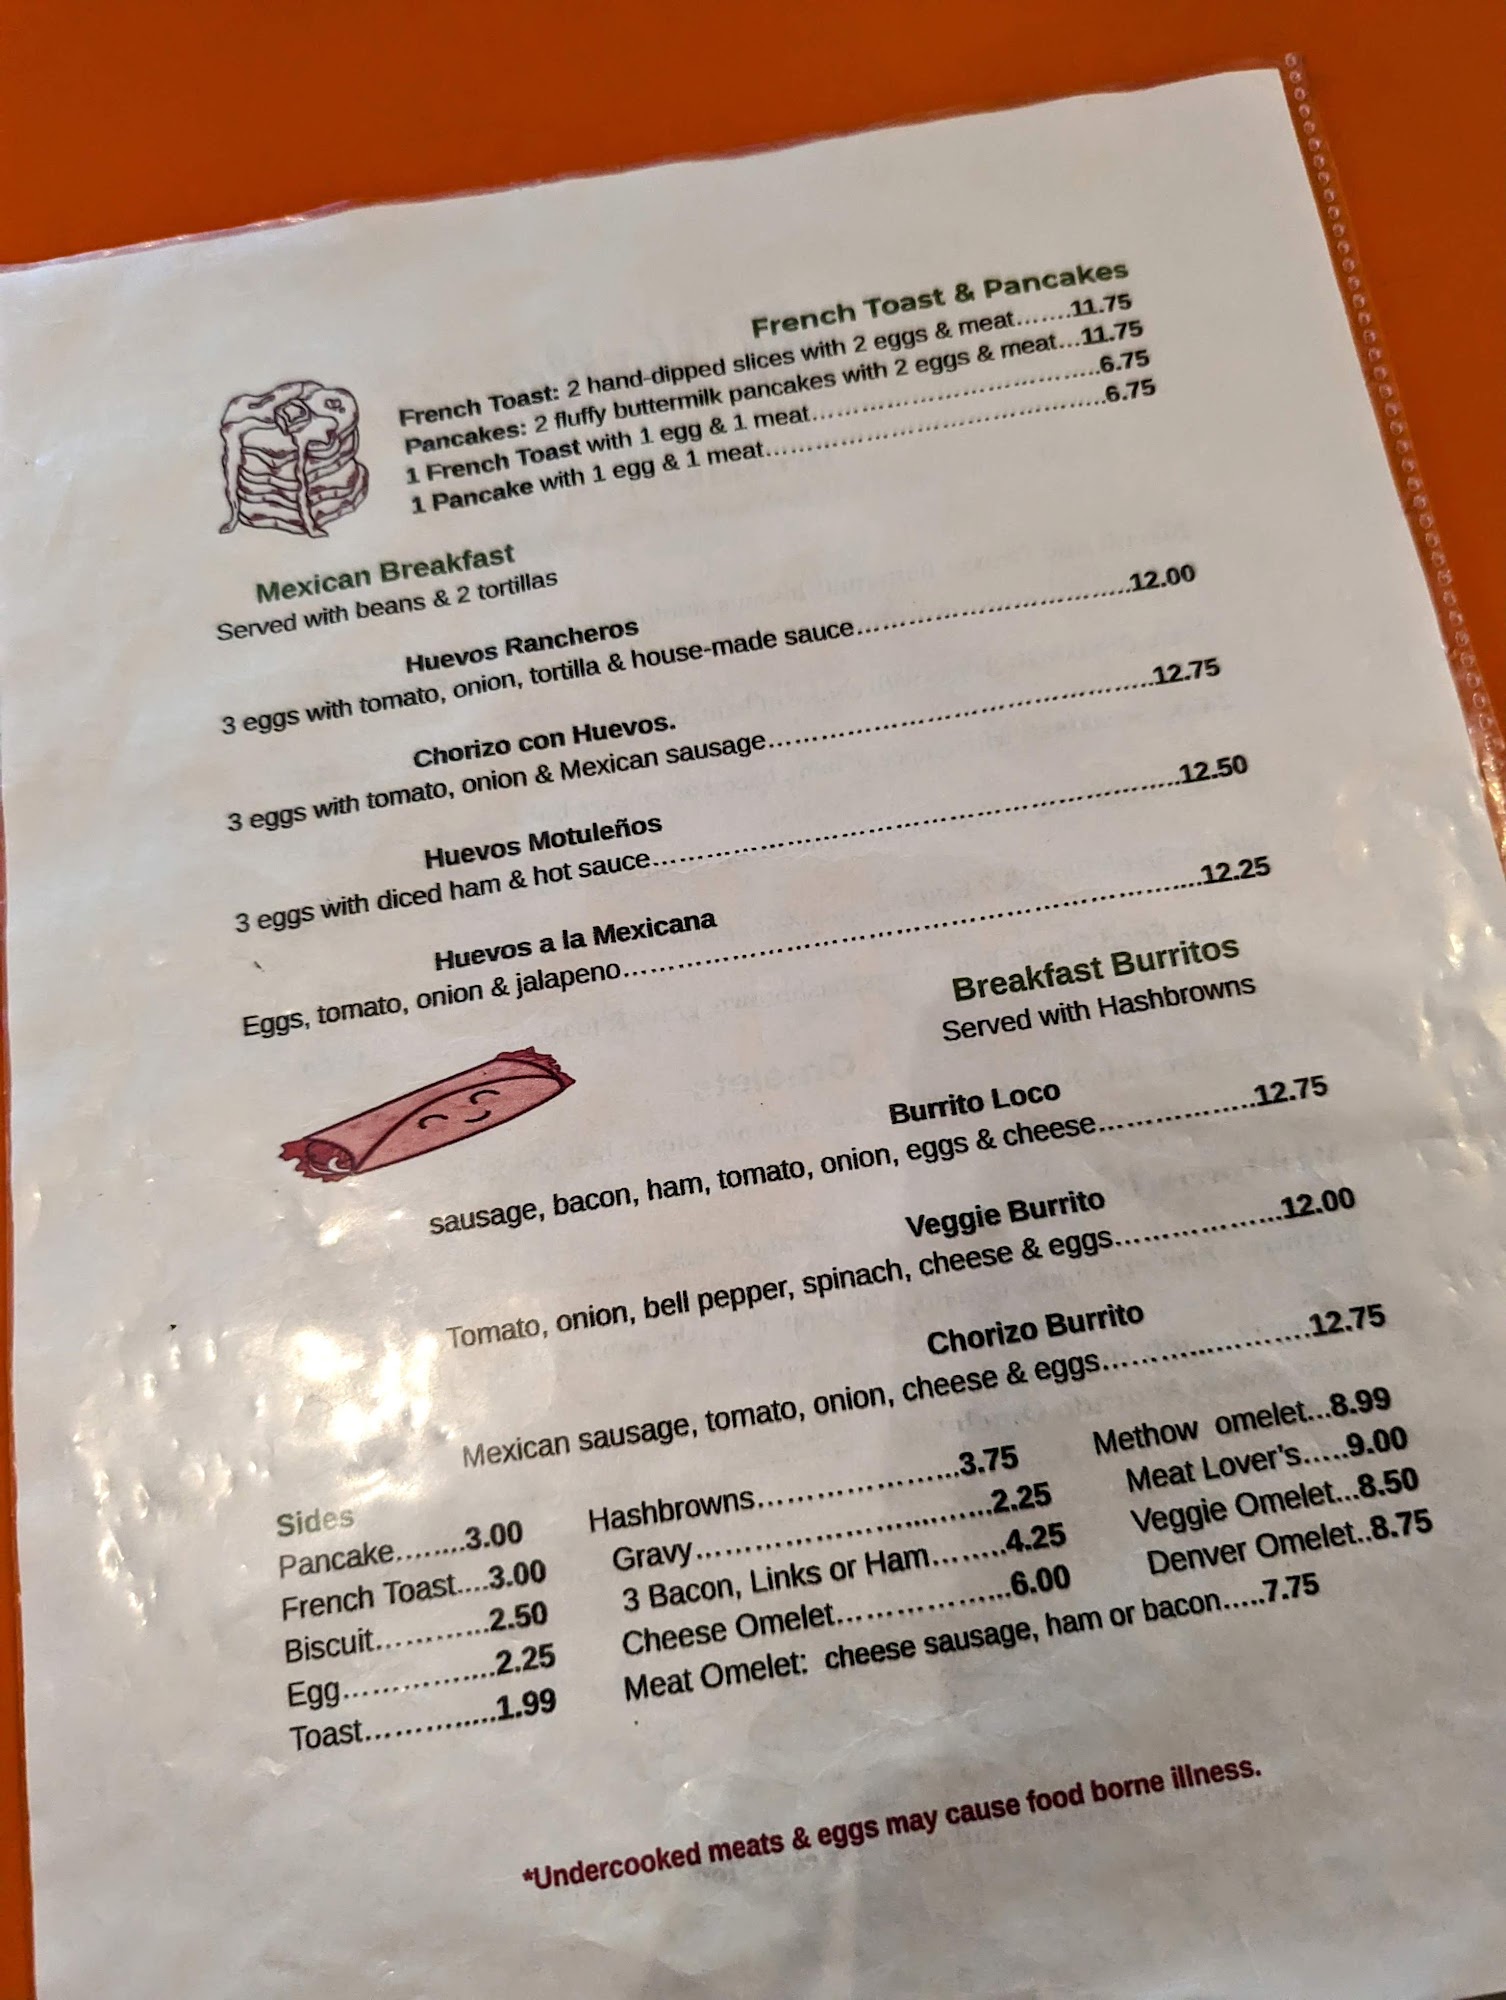 French Toast & Pancakes
French Toast: 2 hand-dipped slices with 2 eggs & meat.......11.75
Pancakes: 2 fluffy buttermilk pancakes with 2 eggs & meat...11.75
1 French Toast with 1 egg & 1 meat........................................6.75
1 Pancake with 1 egg & 1 meat..............................................6.75
Mexican Breakfast
Served with beans & 2 tortillas
Huevos Rancheros
3 eggs with tomato, onion, tortilla & house-made sauce....................................12.00
Chorizo con Huevos.
3 eggs with tomato, onion & Mexican sausage..................................................12.75
Huevos Motuleños
3 eggs with diced ham & hot sauce....................................................................12.50
Huevos a la Mexicana
Eggs, tomato, onion & jalapeno..........................................................................12.25
Breakfast Burritos
Served with Hashbrowns
Burrito Loco
sausage, bacon, ham, tomato, onion, eggs & cheese....................12.75
Veggie Burrito
Tomato, onion, bell pepper, spinach, cheese & eggs.....................12.00
Chorizo Burrito
Mexican sausage, tomato, onion, cheese & eggs..........................12.75
Sides
Pancake........3.00
French Toast....3.00
Biscuit.............2.50
Egg.................2.25
Toast...............1.99
Hashbrowns.......................3.75
Gravy.................................2.25
3 Bacon, Links or Ham........4.25
Cheese Omelet...................6.00
Meat Omelet: cheese sausage, ham or bacon.....7.75
Methow omelet...8.99
Meat Lover's.....9.00
Veggie Omelet...8.50
Denver Omelet..8.75
*Undercooked meats & eggs may cause food borne illness.